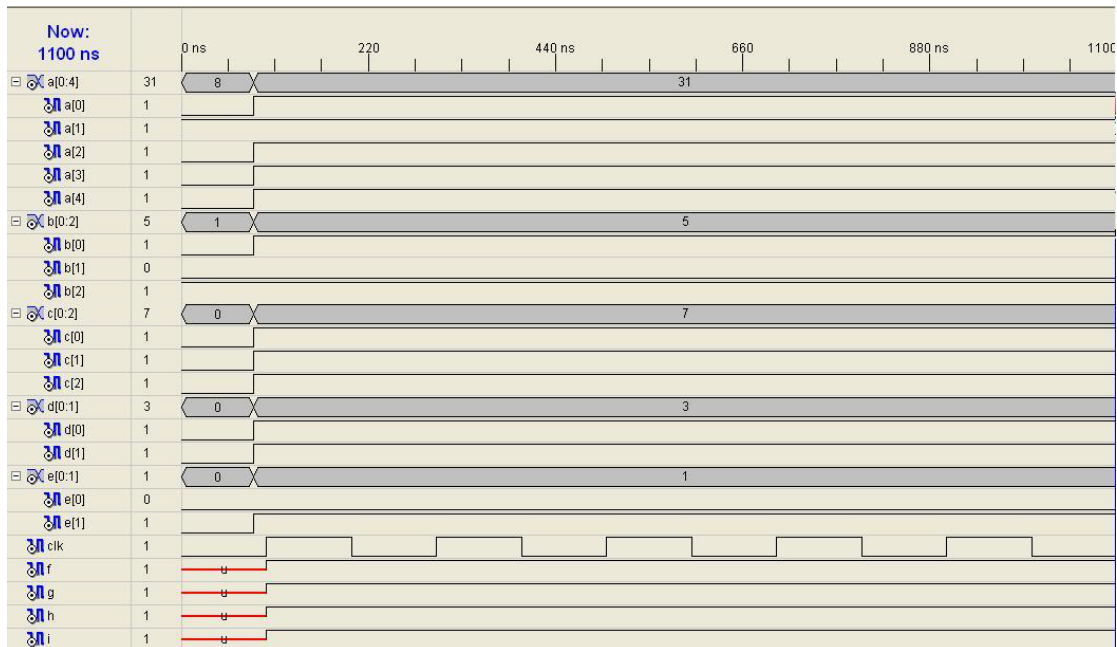 Now:
1100 ns
0 ns 220 440 ns 660 880 ns 1100
a[0:4] 31 8 31
a[0] 1
a[1] 1
a[2] 1
a[3] 1
a[4] 1
b[0:2] 5 1 5
b[0] 1
b[1] 0
b[2] 1
c[0:2] 7 0 7
c[0] 1
c[1] 1
c[2] 1
d[0:1] 3 0 3
d[0] 1
d[1] 1
e[0:1] 1 0 1
e[0] 0
e[1] 1
clk 1
f 1 u
g 1 u
h 1 u
i 1 u